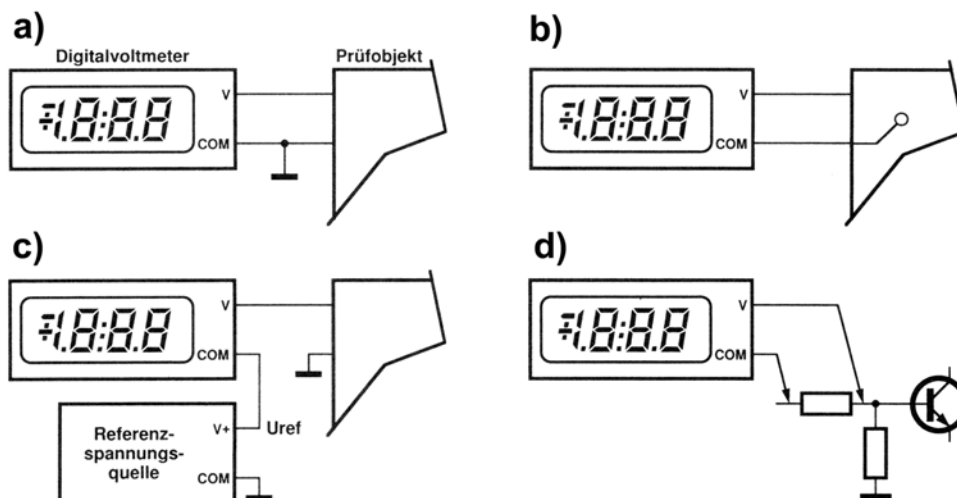 a)
Digitalvoltmeter
Prüfobjekt
V
COM
b)
V
COM
c)
V
COM
V+
Uref
Referenz-
spannungs-
quelle
COM
d)
V
COM